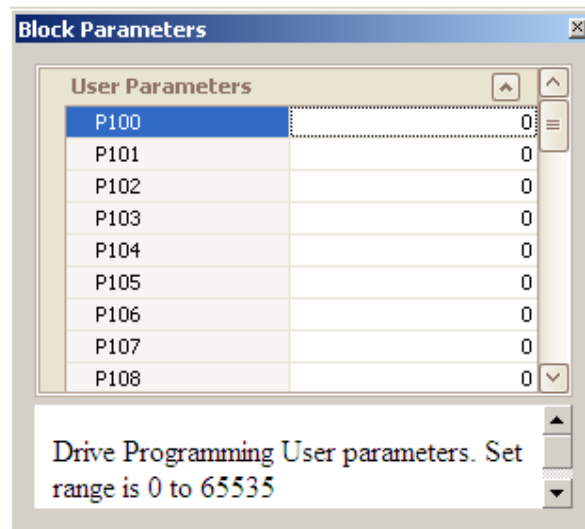 Block Parameters
User Parameters
P100 0
P101 0
P102 0
P103 0
P104 0
P105 0
P106 0
P107 0
P108 0
Drive Programming User parameters. Set
range is 0 to 65535